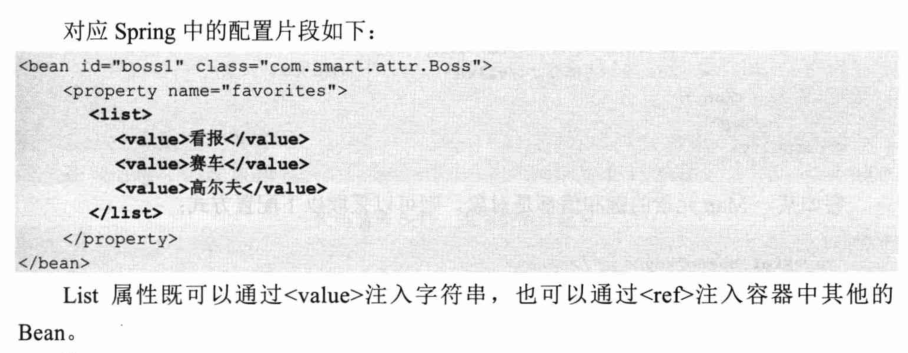 对应 Spring 中的配置片段如下：
<bean id="boss1" class="com.smart.attr.Boss">
<property name="favorites">
<list>
<value>看报</value>
<value>赛车</value>
<value>高尔夫</value>
</list>
</property>
</bean>
List 属性既可以通过<value>注入字符串，也可以通过<ref>注入容器中其他的
Bean。